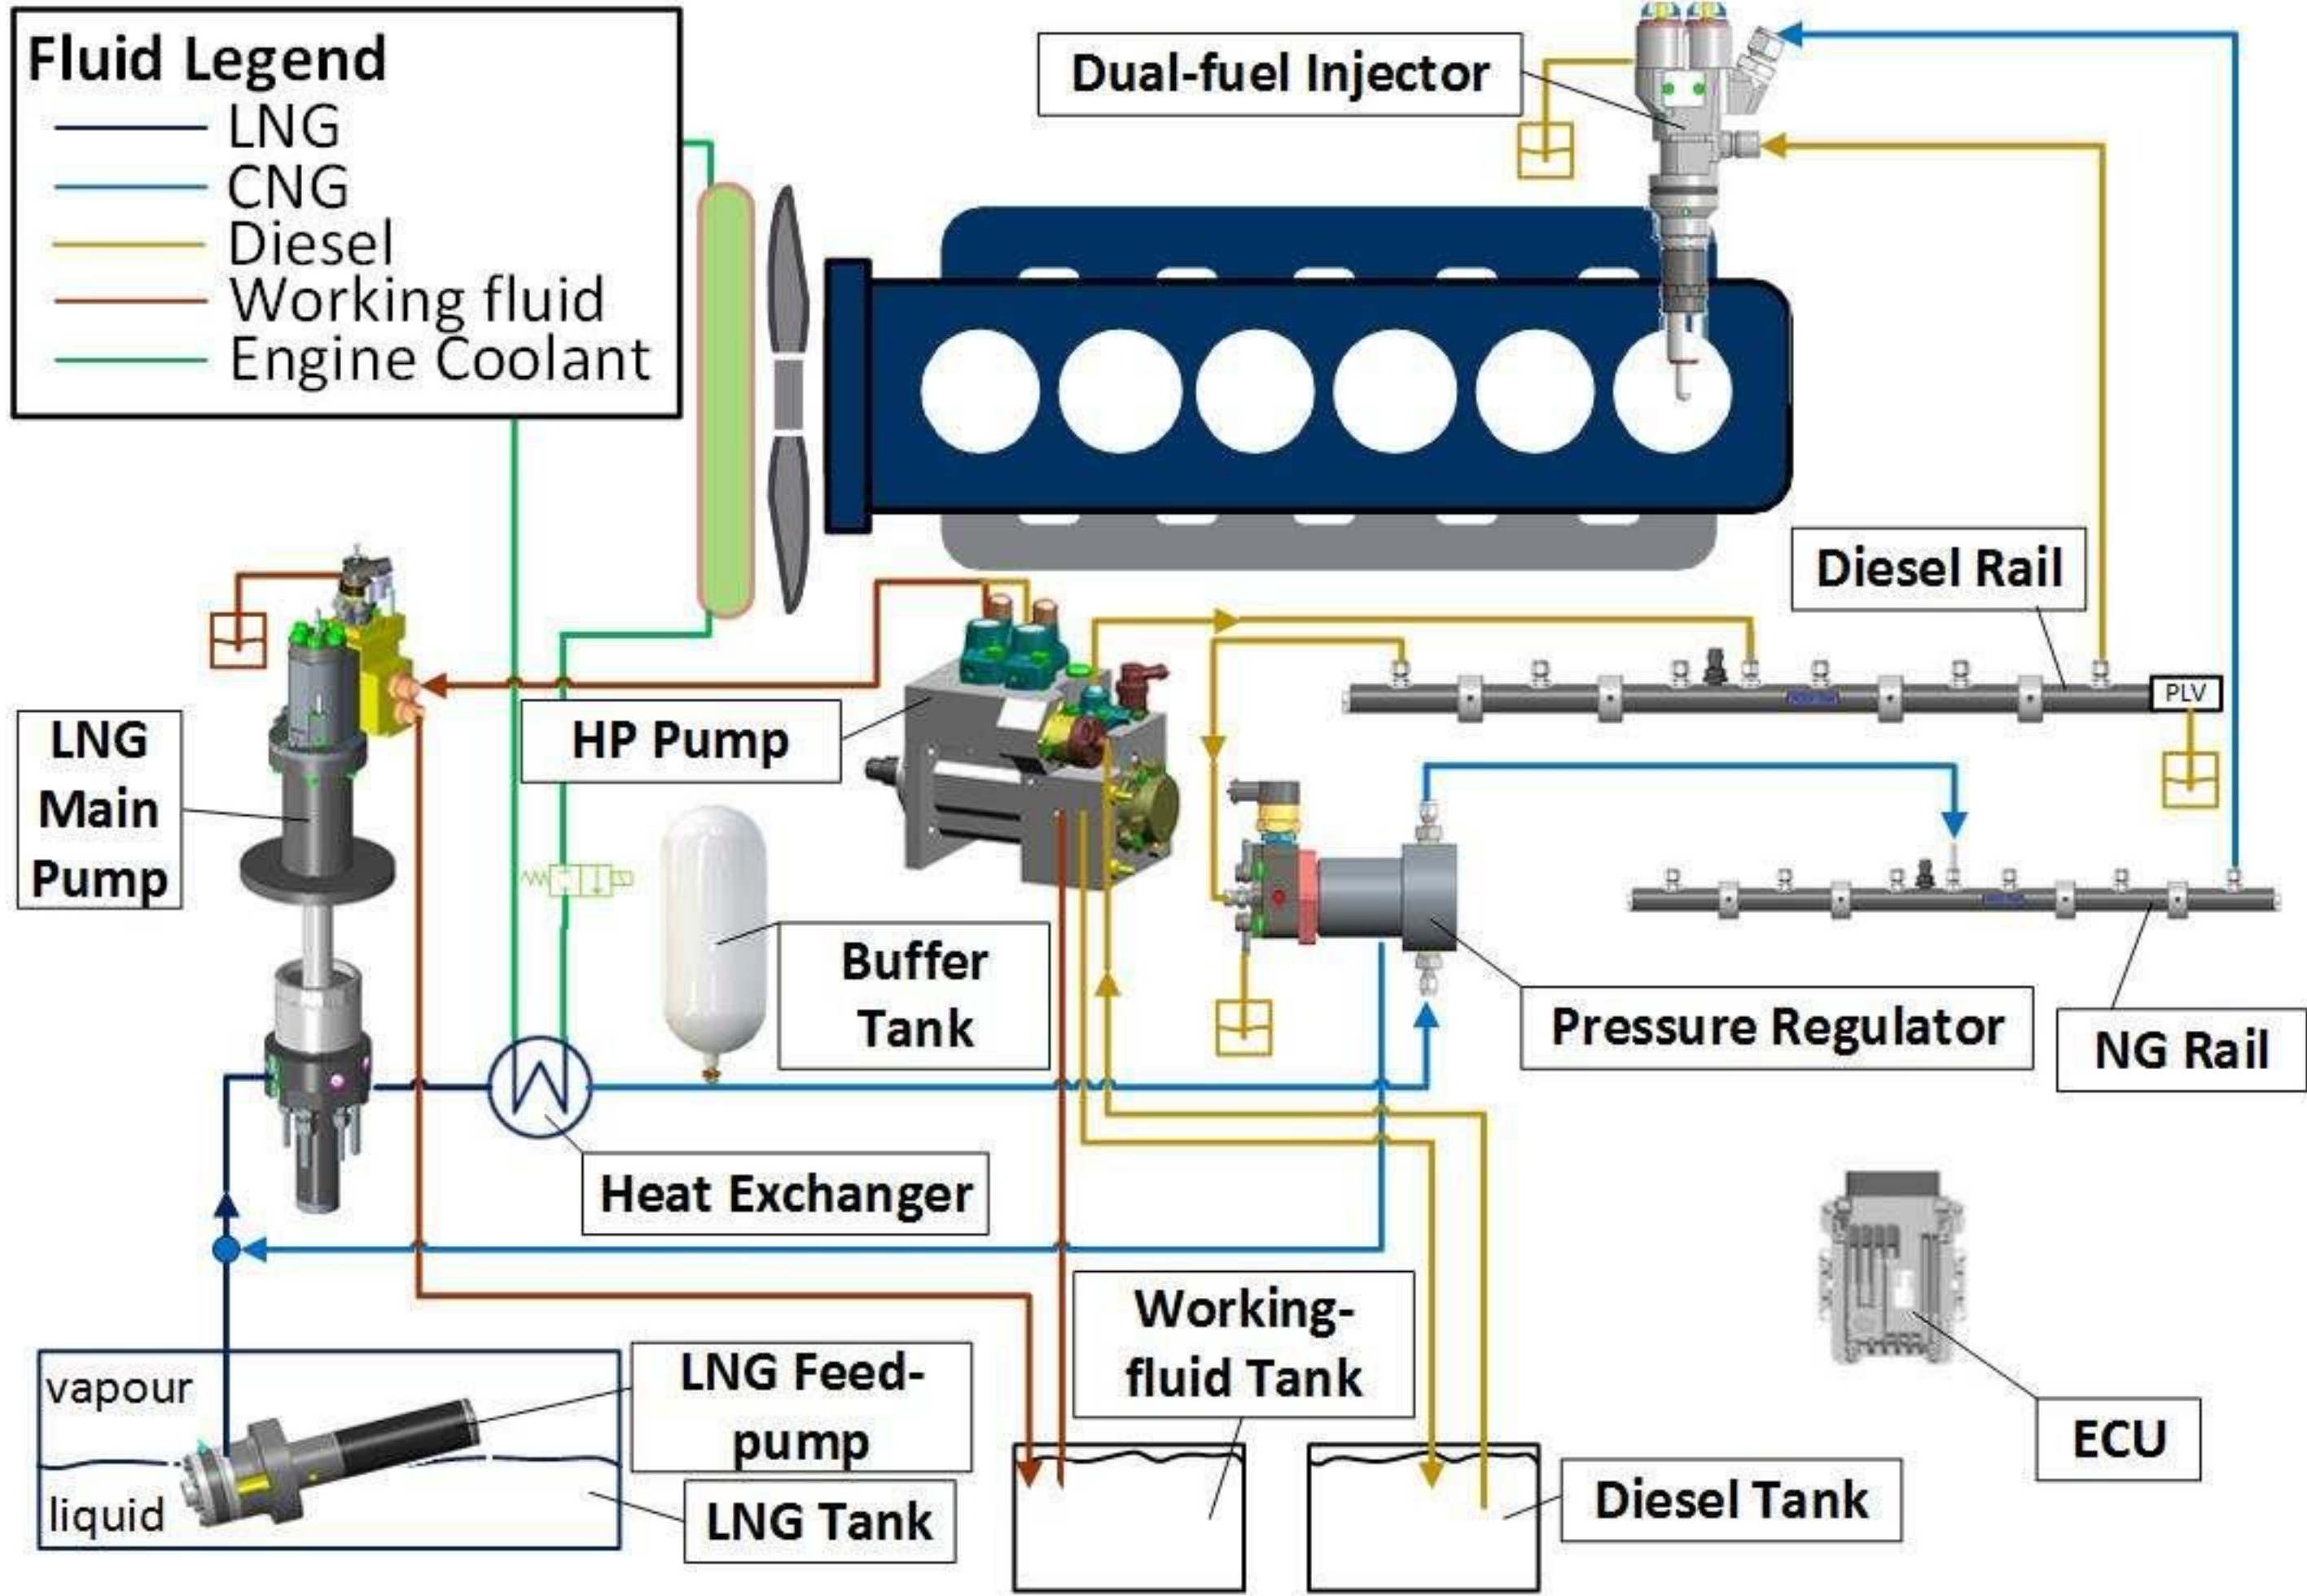 Fluid Legend
LNG
CNG
Diesel
Working fluid
Engine Coolant
Dual-fuel Injector
Diesel Rail
PLV
LNG
Main
Pump
HP Pump
Buffer
Tank
Pressure Regulator
NG Rail
Heat Exchanger
Working-
fluid Tank
vapour
liquid
LNG Feed-
pump
LNG Tank
Diesel Tank
ECU